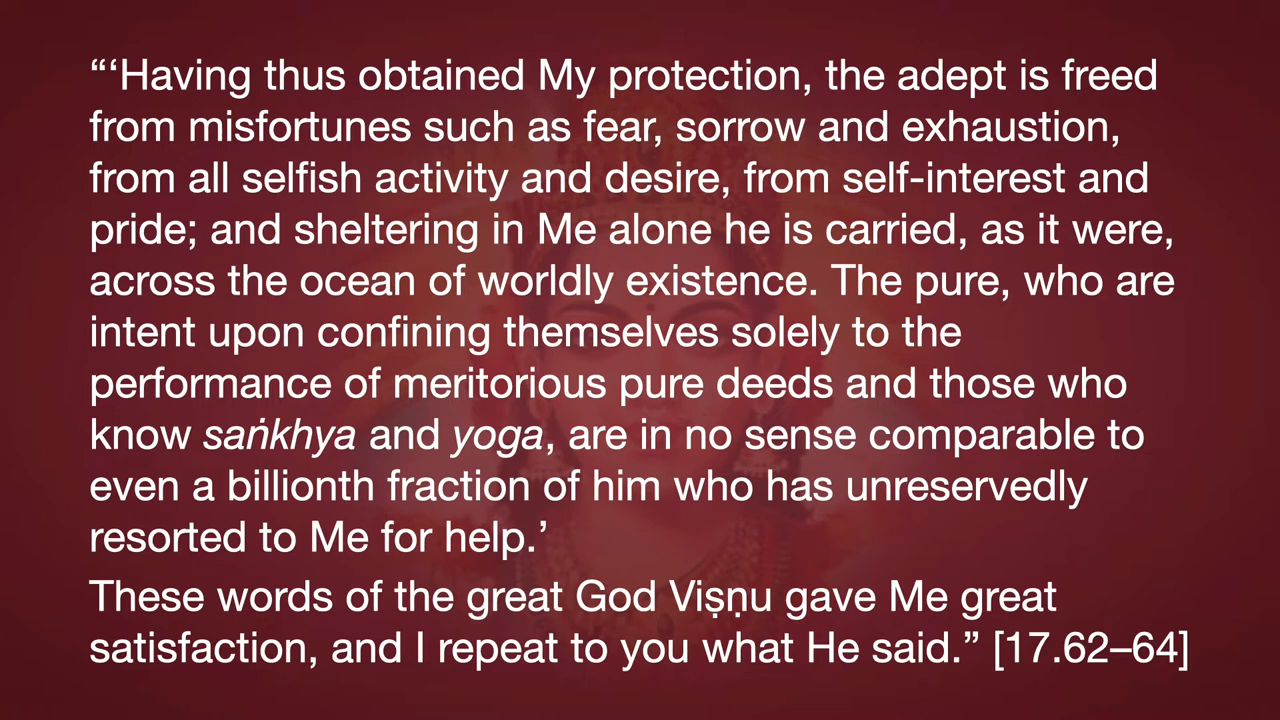 “‘Having thus obtained My protection, the adept is freed
from misfortunes such as fear, sorrow and exhaustion,
from all selfish activity and desire, from self-interest and
pride; and sheltering in Me alone he is carried, as it were,
across the ocean of worldly existence. The pure, who are
intent upon confining themselves solely to the
performance of meritorious pure deeds and those who
know saṅkhya and yoga, are in no sense comparable to
even a billionth fraction of him who has unreservedly
resorted to Me for help.’
These words of the great God Viṣṇu gave Me great
satisfaction, and I repeat to you what He said.” [17.62–64]